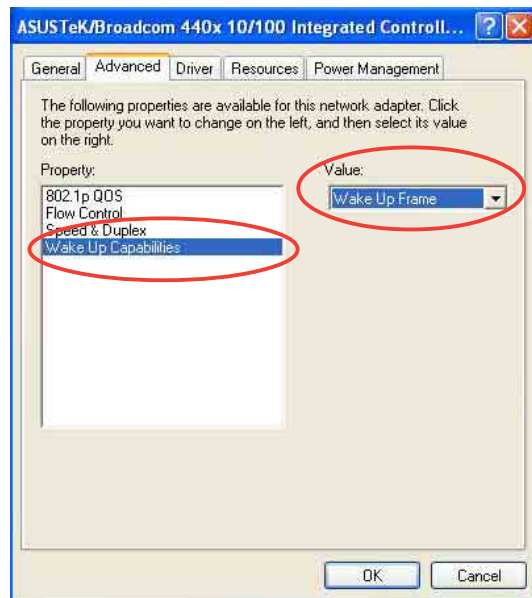 ASUSTeK/Broadcom 440x 10/100 Integrated Controll...
General Advanced Driver Resources Power Management
The following properties are available for this network adapter. Click
the property you want to change on the left, and then select its value
on the right.
Property:
802.1p QOS
Flow Control
Speed & Duplex
Wake Up Capabilities
Value:
Wake Up Frame
OK Cancel